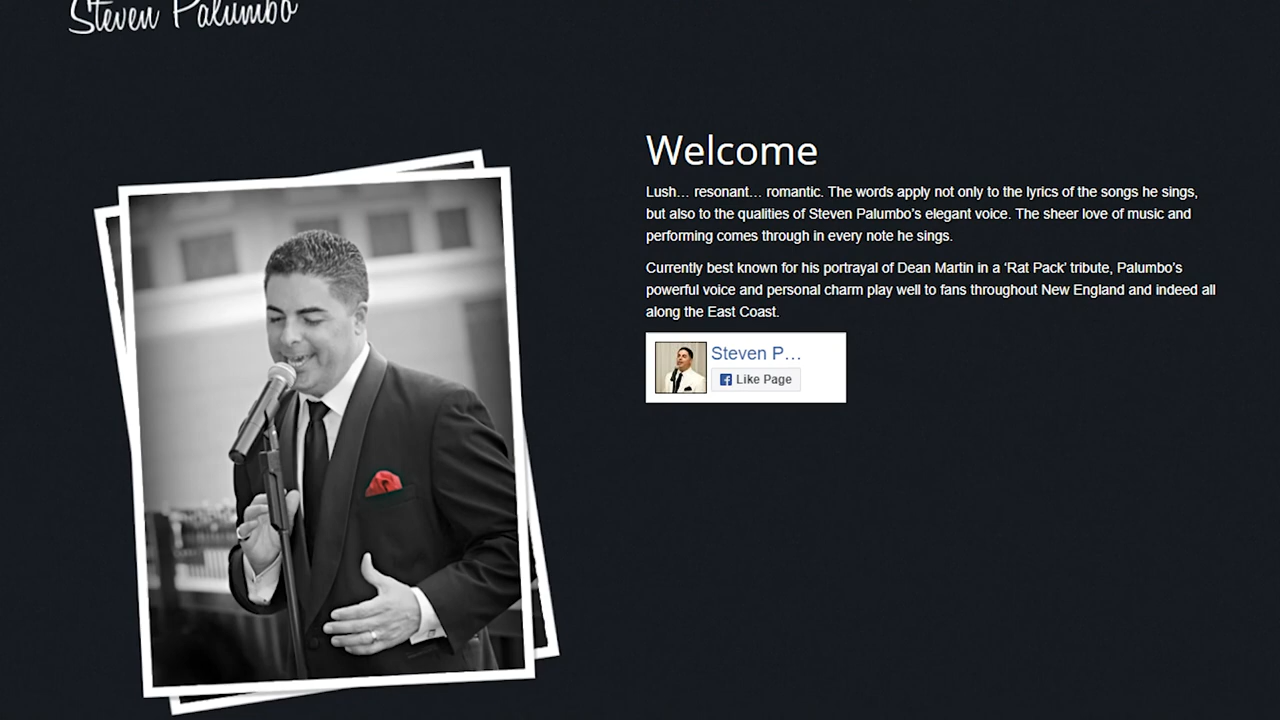 Steven Palumbo
Welcome
Lush… resonant… romantic. The words apply not only to the lyrics of the songs he sings,
but also to the qualities of Steven Palumbo’s elegant voice. The sheer love of music and
performing comes through in every note he sings.
Currently best known for his portrayal of Dean Martin in a ‘Rat Pack’ tribute, Palumbo’s
powerful voice and personal charm play well to fans throughout New England and indeed all
along the East Coast.
Steven P…
Like Page